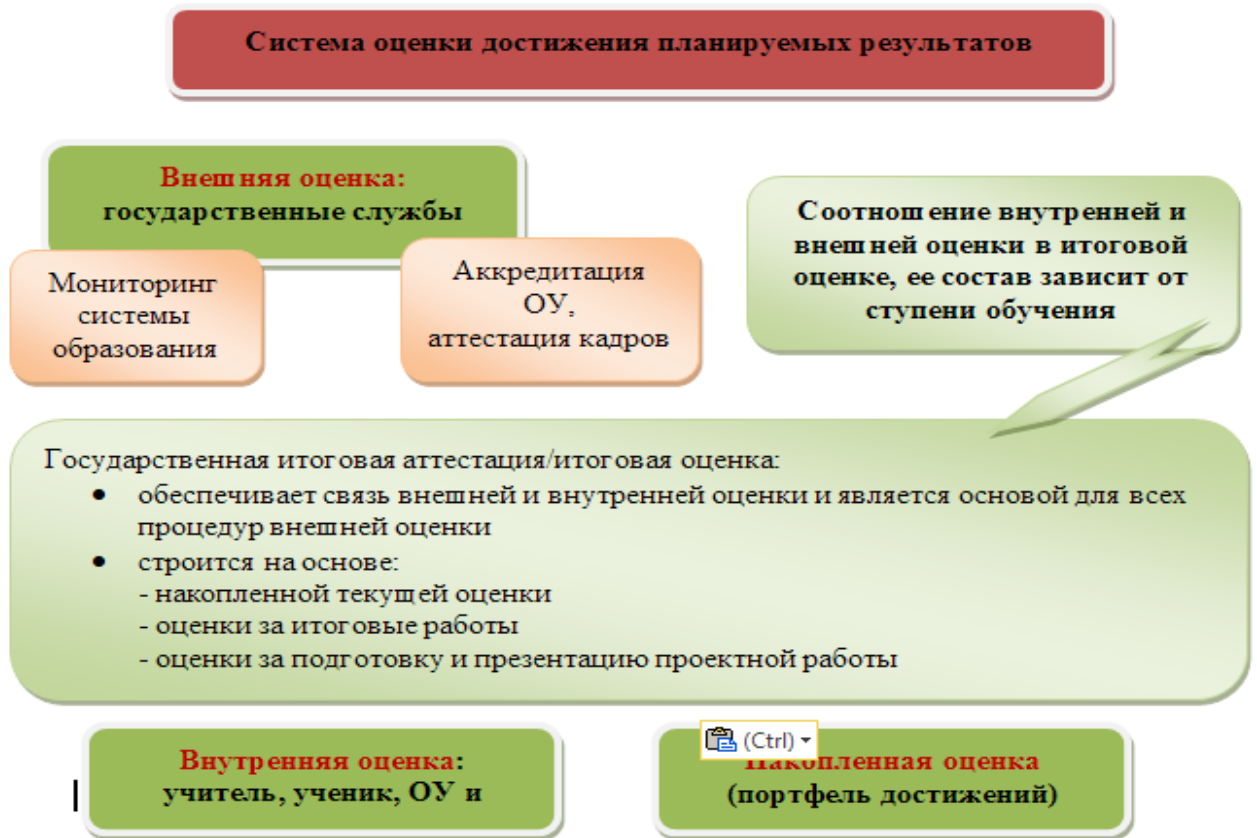 Система оценки достижения планируемых результатов
Внешняя оценка:
государственные службы
Мониторинг
системы
образования
Аккредитация
ОУ,
аттестация кадров
Соотношение внутренней и
внешней оценки в итоговой
оценке, ее состав зависит от
ступени обучения
Государственная итоговая аттестация/итоговая оценка:
• обеспечивает связь внешней и внутренней оценки и является основой для всех
процедур внешней оценки
• строится на основе:
- накопленной текущей оценки
- оценки за итоговые работы
- оценки за подготовку и презентацию проектной работы
Внутренняя оценка:
учитель, ученик, ОУ и
(Ctrl)
Накопленная оценка
(портфель достижений)